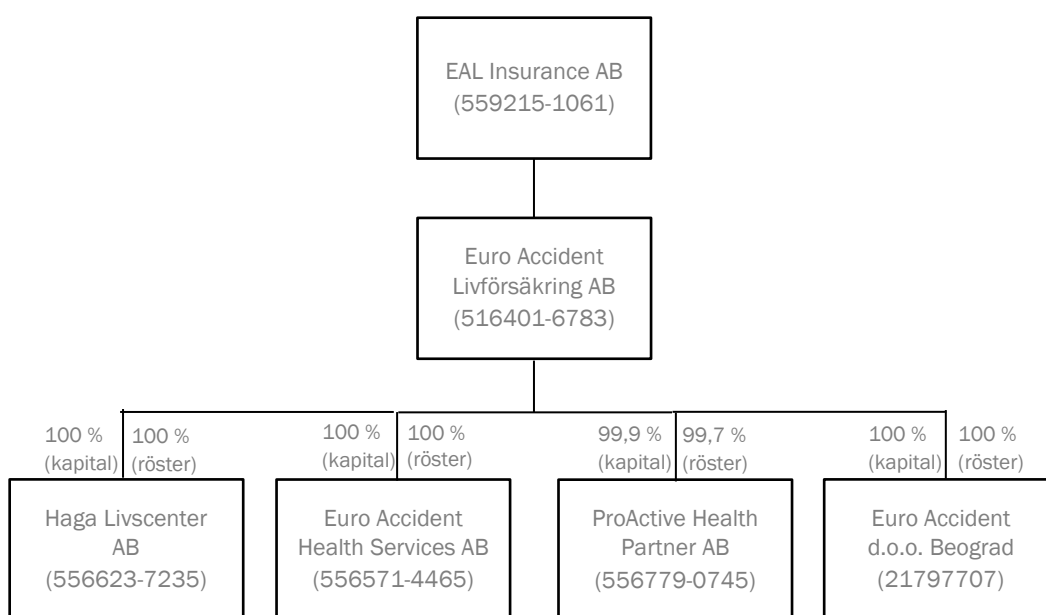 EAL Insurance AB
(559215-1061)
Euro Accident
Livförsäkring AB
(516401-6783)
100 % 100 %
(kapital) (röster)
100 % 100 %
(kapital) (röster)
99,9 % 99,7 %
(kapital) (röster)
100 % 100 %
(kapital) (röster)
Haga Livscenter
AB
(556623-7235)
Euro Accident
Health Services AB
(556571-4465)
ProActive Health
Partner AB
(556779-0745)
Euro Accident
d.o.o. Beograd
(21797707)